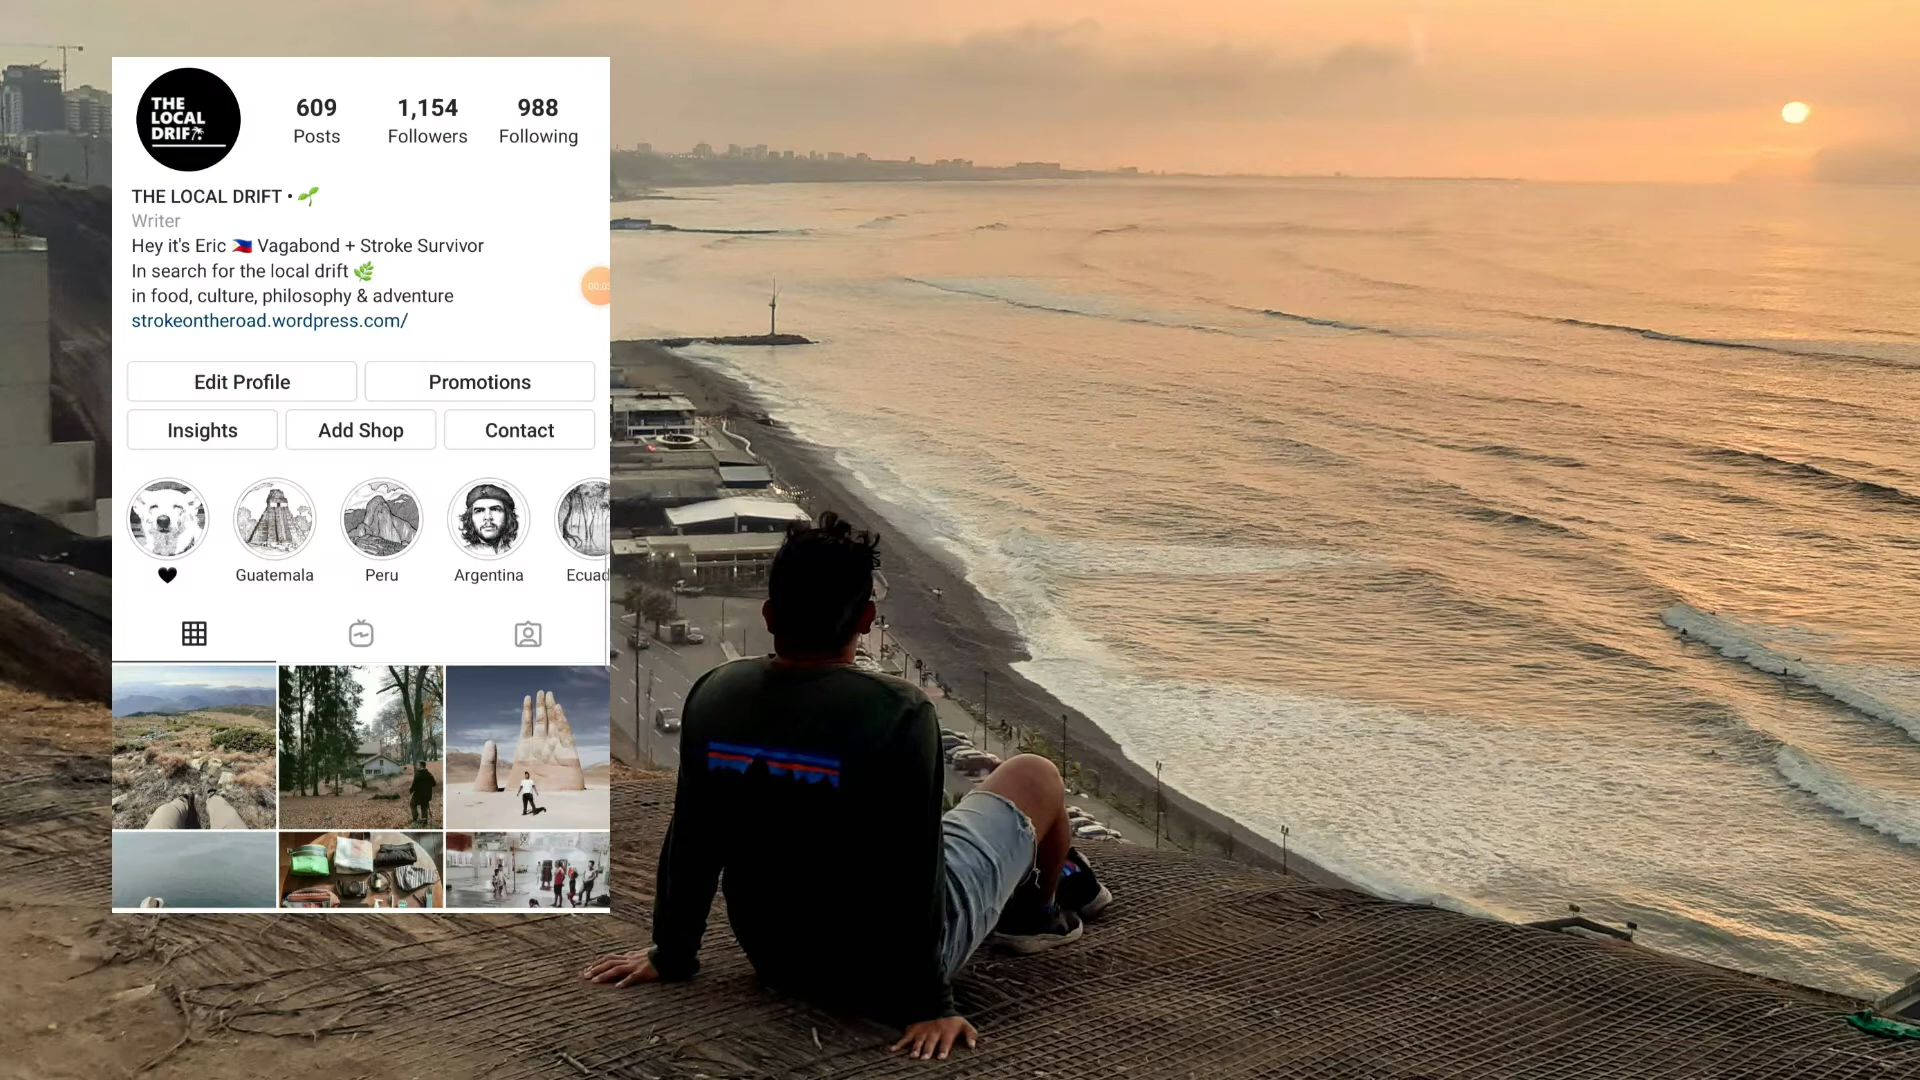 THE
LOCAL
DRIFT
609
Posts
1,154
Followers
988
Following
THE LOCAL DRIFT • 🌱
Writer
Hey it's Eric 🇵🇭 Vagabond + Stroke Survivor
In search for the local drift 🌿
in food, culture, philosophy & adventure
strokeontheroad.wordpress.com/
Edit Profile
Promotions
Insights
Add Shop
Contact
🖤
Guatemala
Peru
Argentina
Ecuad